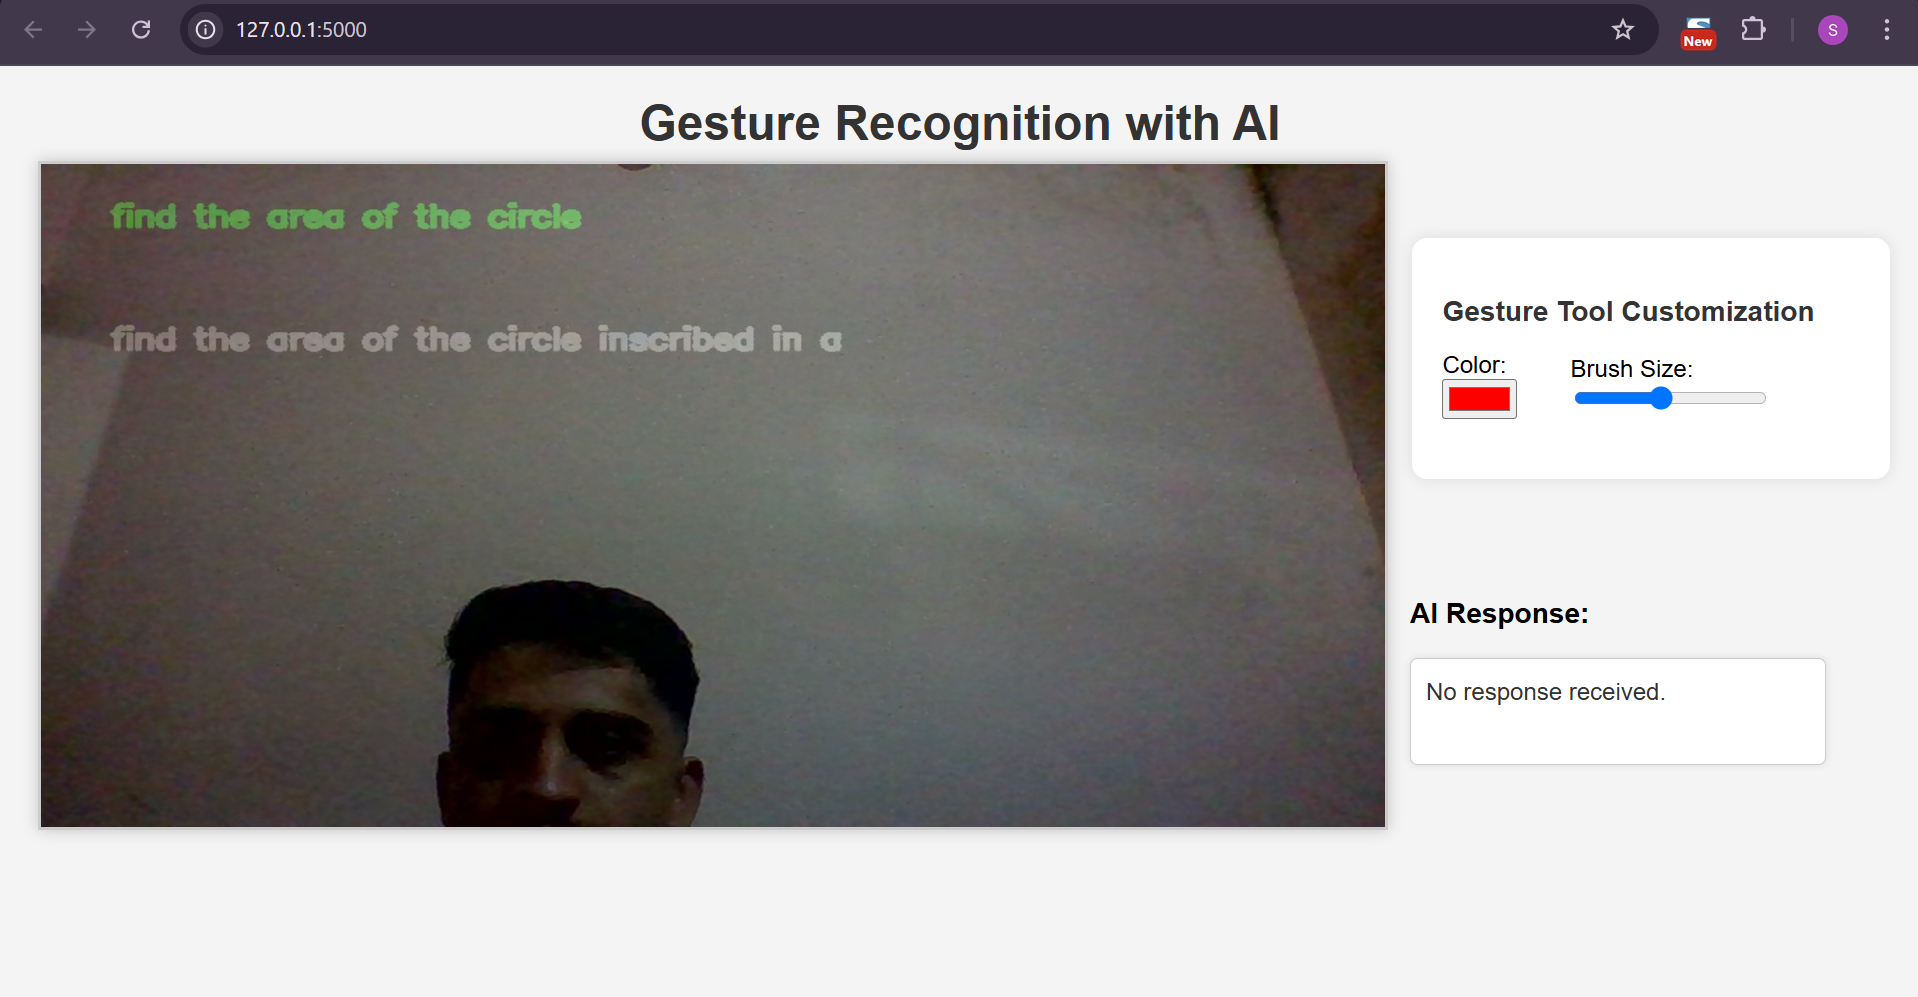 127.0.0.1:5000
New
S
Gesture Recognition with AI
find the area of the circle
find the area of the circle inscribed in a
Gesture Tool Customization
Color:
Brush Size:
AI Response:
No response received.